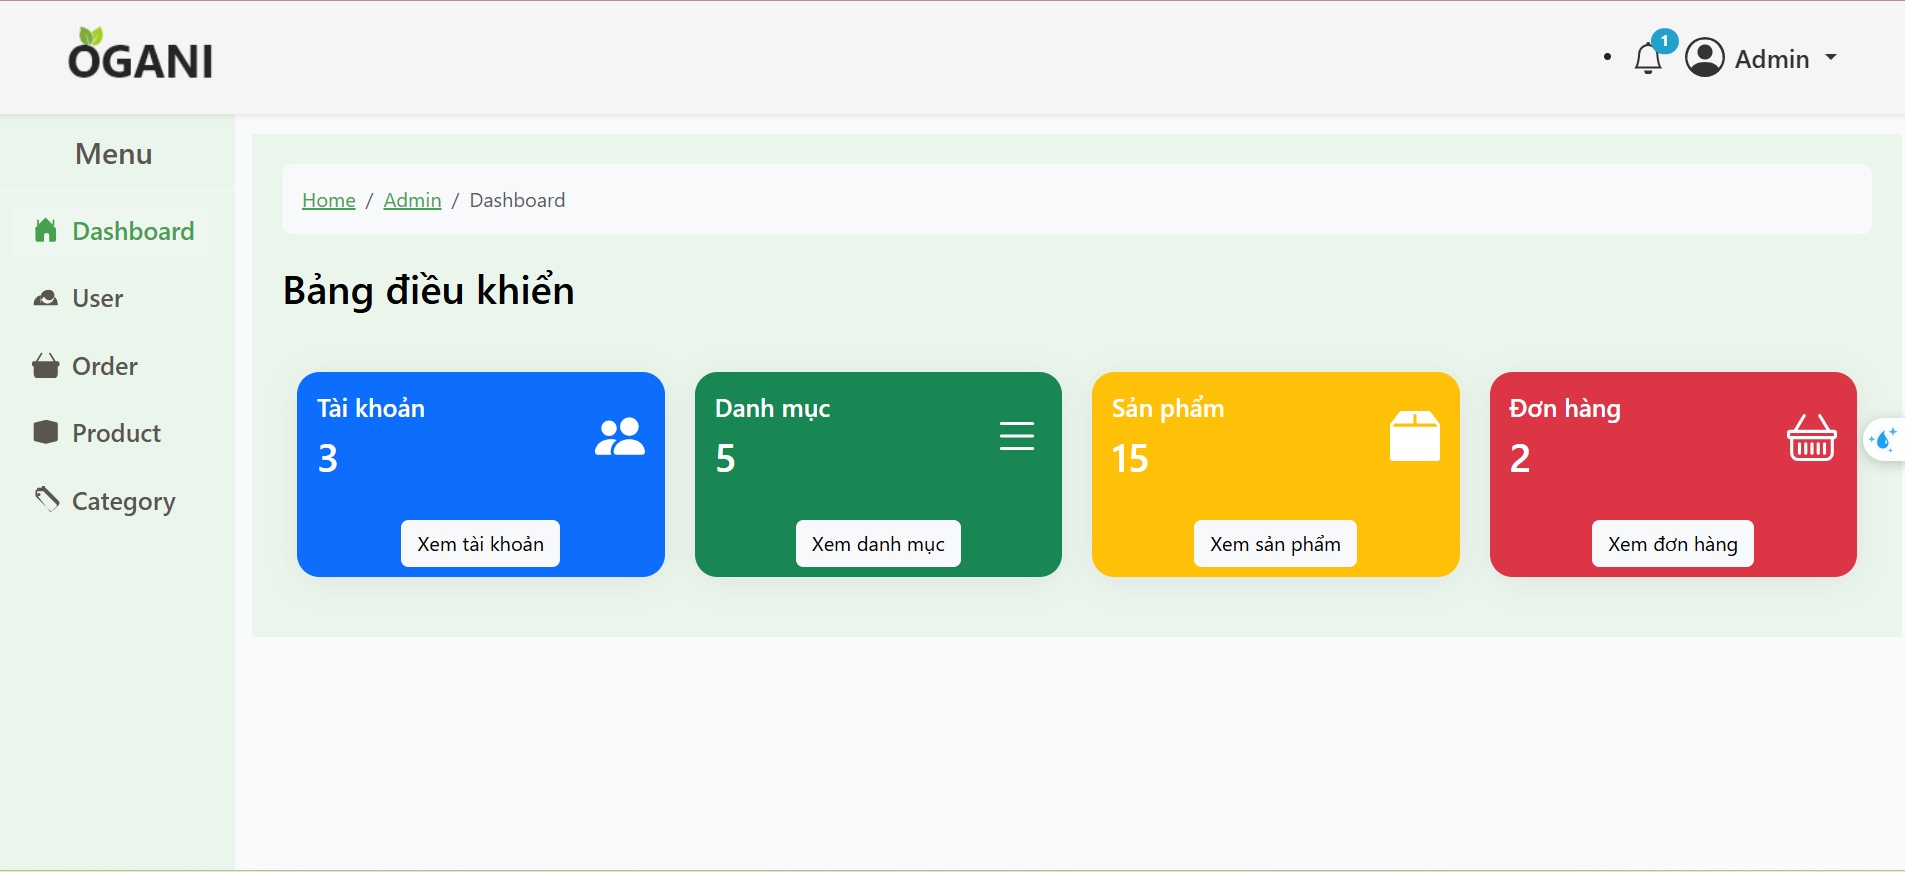 OGANI
1
Admin
Menu
Dashboard
User
Order
Product
Category
Home / Admin / Dashboard
Bảng điều khiển
Tài khoản
3
Xem tài khoản
Danh mục
5
Xem danh mục
Sản phẩm
15
Xem sản phẩm
Đơn hàng
2
Xem đơn hàng